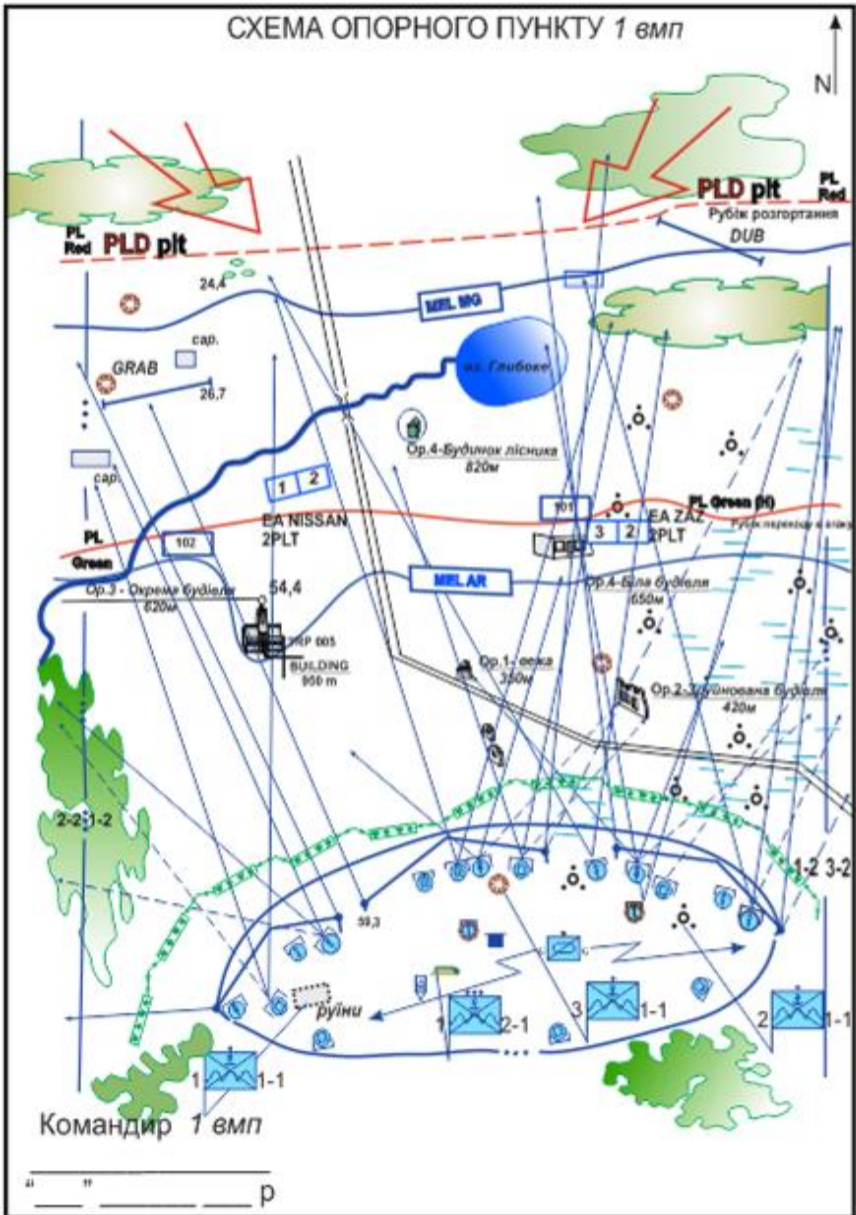 СХЕМА ОПОРНОГО ПУНКТУ 1 вмп
N
PL
Red
PLD plt
PLD plt
PL
Red
Рубіж розгортання
DUB
24,4
MEL MG
сар.
GRAB
26,7
оз. Глибоке
Ор.4-Будинок лісника
820м
сар.
1 2
EA NISSAN
2PLT
101
3 2
EA ZAZ
2PLT
PL Green (H)
PL
Green
102
MEL AR
Ор.3 - Окрема будівля
620м
54,4
Ор.4-Біла будівля
650м
TRP 005
BUILDING
950 m
Ор.1- вежа
350м
Ор.2-Зруйнована будівля
420м
2-2 1-2
1-2 3-2
59,3
руїни
1 2-1
3 1-1
2 1-1
1 1-1
Командир 1 вмп
“___” ________ ____ р